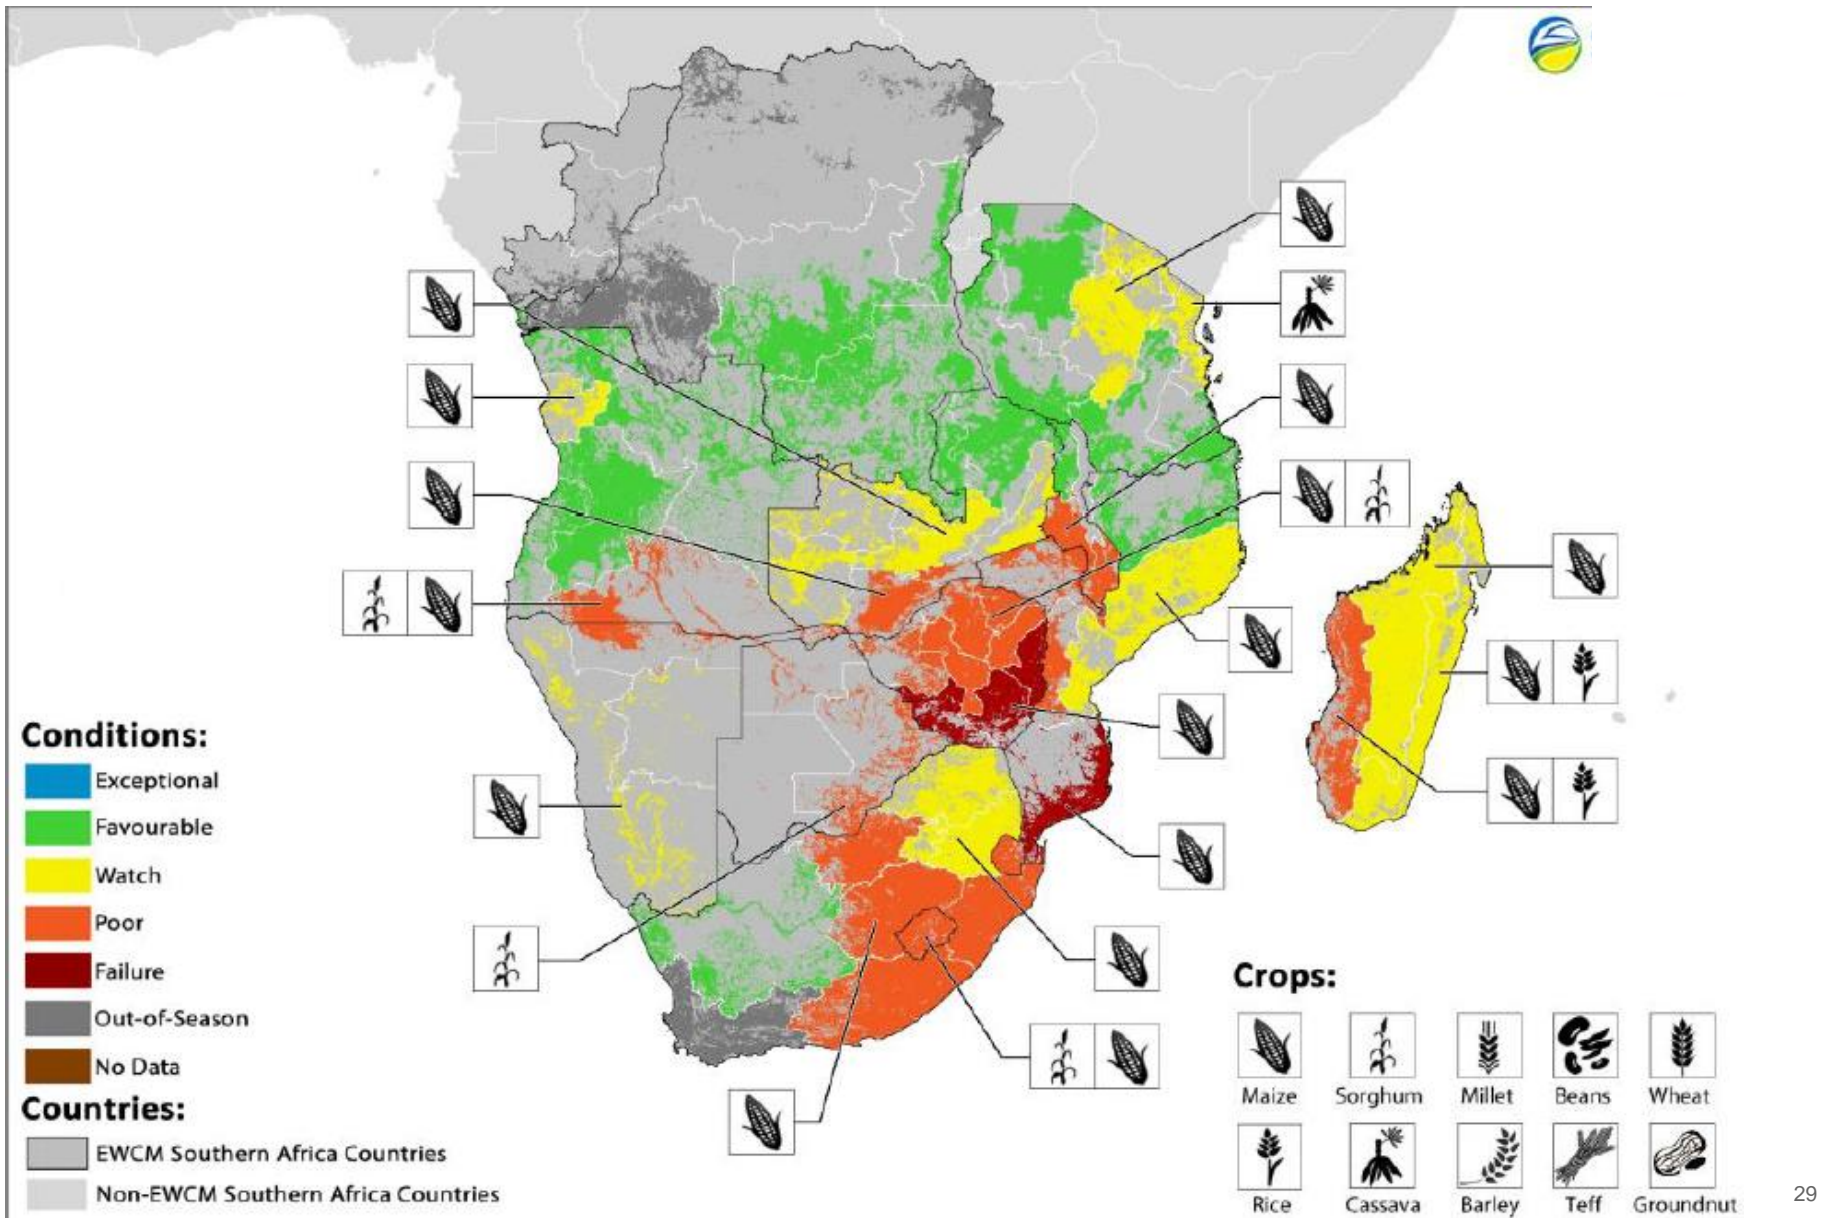 Conditions:
Exceptional
Favourable
Watch
Poor
Failure
Out-of-Season
No Data
Countries:
EWCM Southern Africa Countries
Non-EWCM Southern Africa Countries
Crops:
Maize Sorghum Millet Beans Wheat
Rice Cassava Barley Teff Groundnut
29